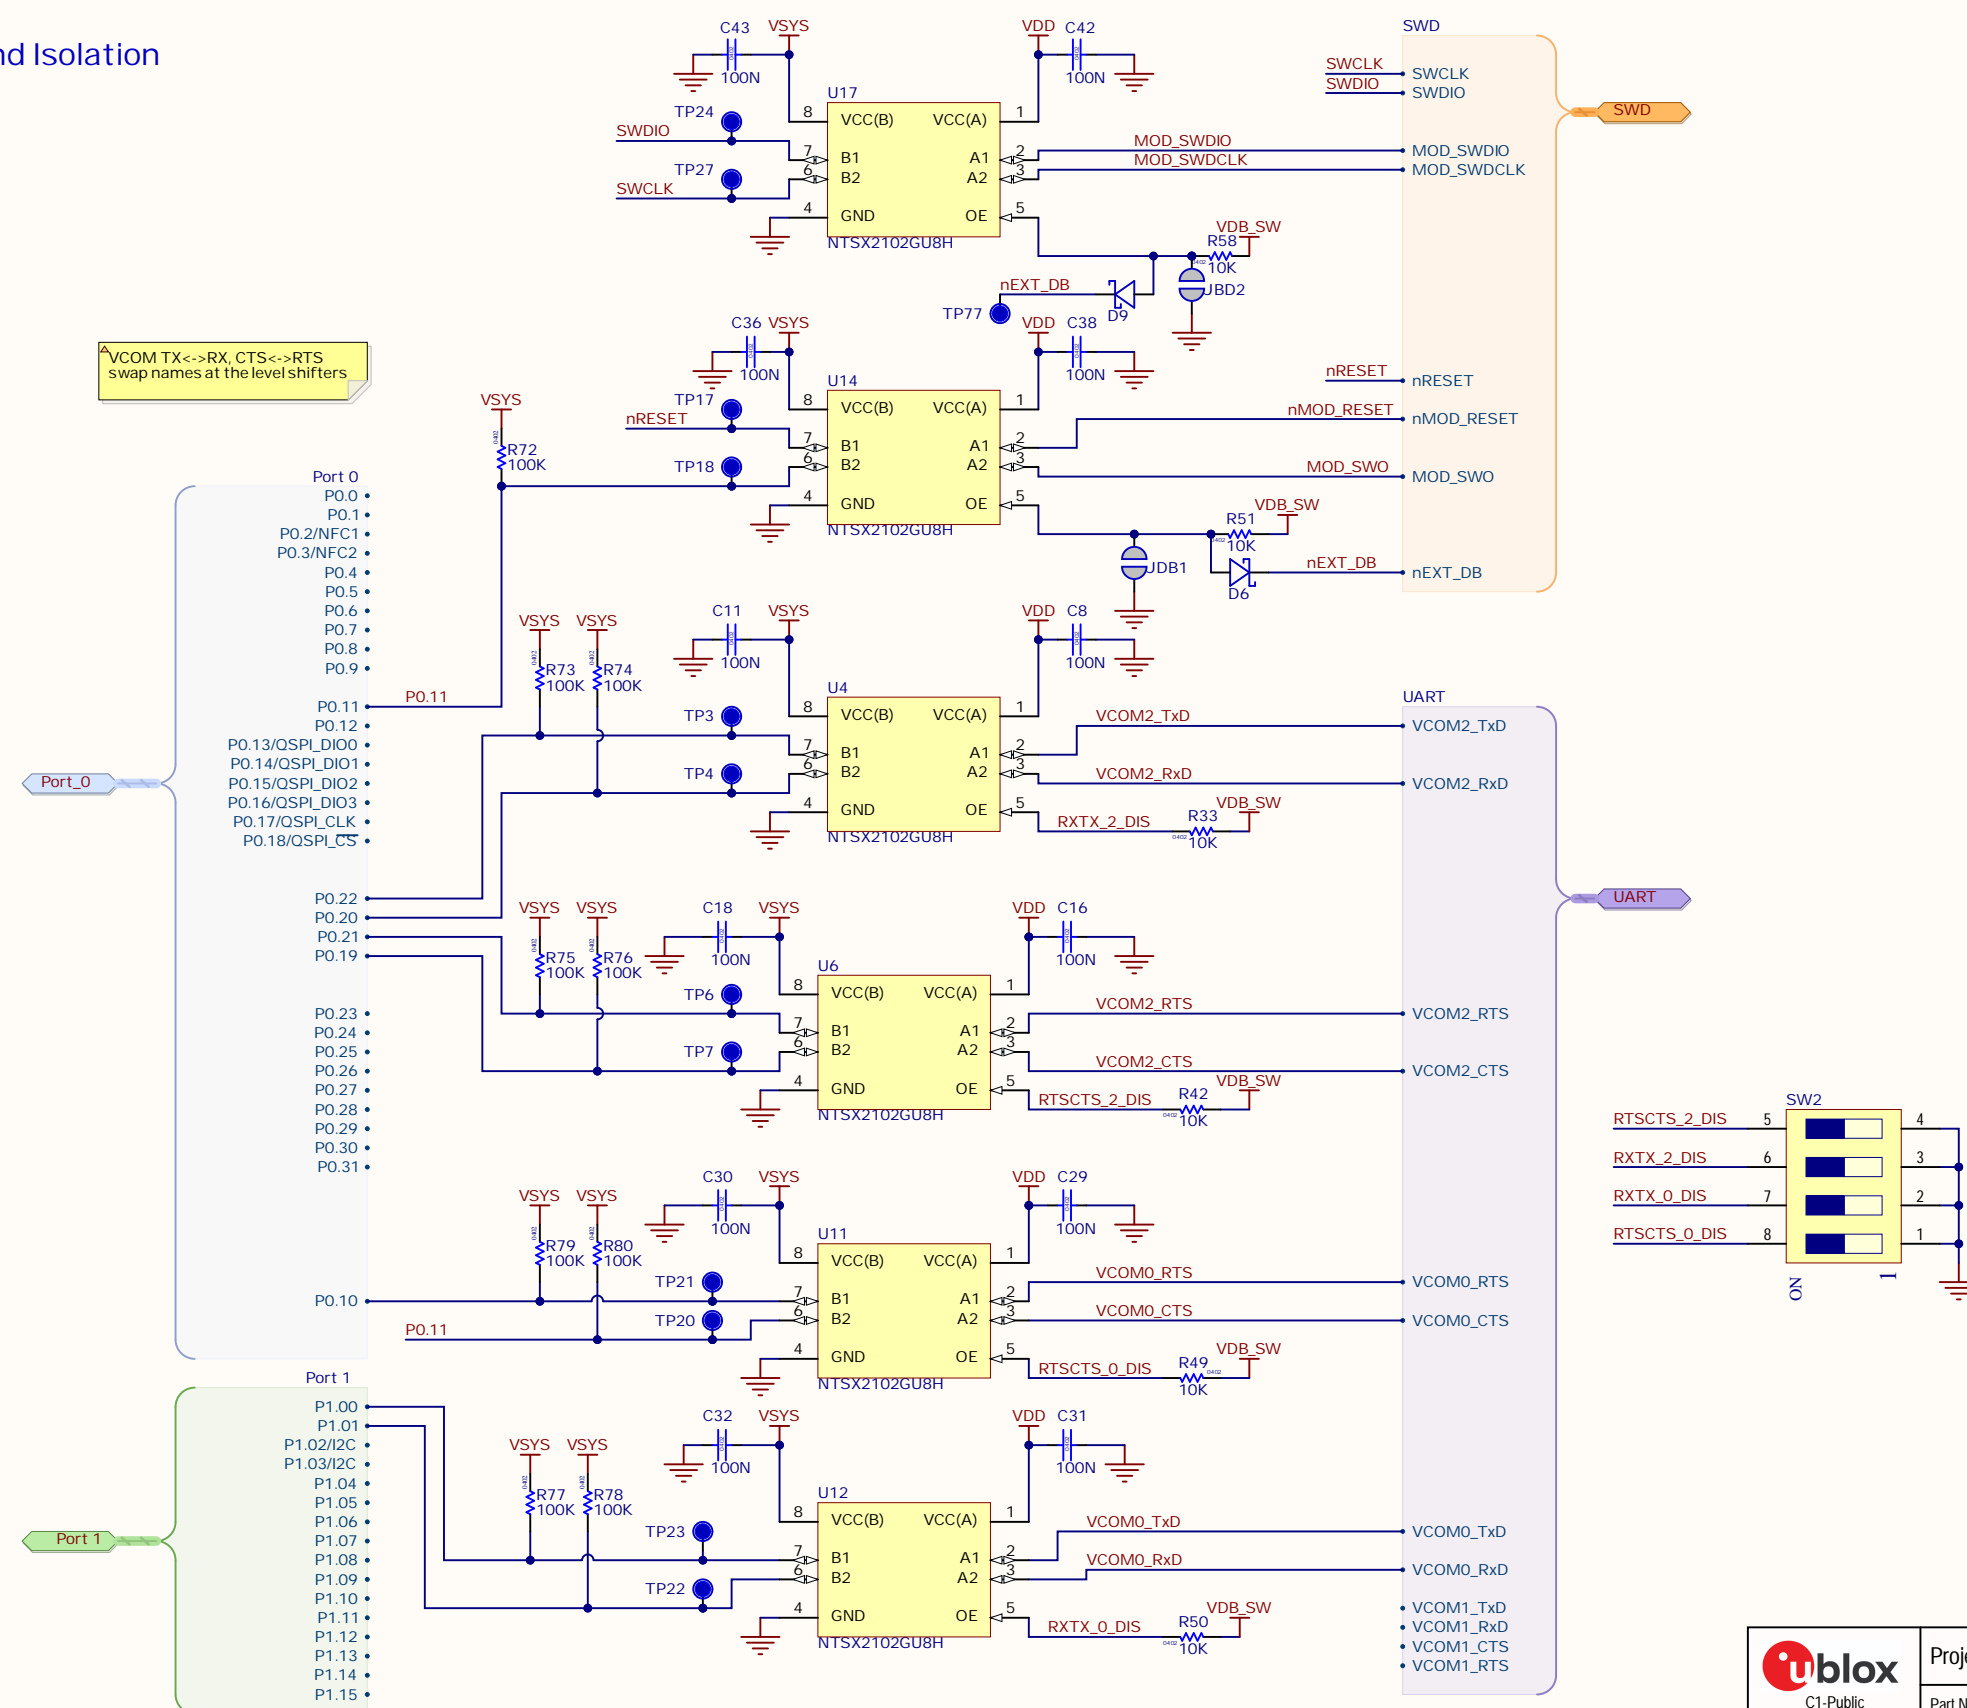 nd Isolation
C43
VSYS
100N
VDD
C42
100N
U17
8
VCC(B)
VCC(A)
1
TP24
SWDIO
7
B1
A1
2
MOD_SWDIO
TP27
6
B2
A2
3
MOD_SWDCLK
SWCLK
4
GND
OE
5
NTSX2102GU8H
VDB_SW
R58
10K
nEXT_DB
TP77
D9
JBD2
SWD
SWCLK
SWCLK
SWDIO
SWDIO
SWD
MOD_SWDIO
MOD_SWDCLK
nRESET
nRESET
nMOD_RESET
MOD_SWO
nEXT_DB
VCOM TX<->RX, CTS<->RTS
swap names at the level shifters
C36
VSYS
100N
VDD
C38
100N
U14
8
VCC(B)
VCC(A)
1
VSYS
R72
100K
TP17
nRESET
7
B1
A1
2
nMOD_RESET
TP18
6
B2
A2
3
MOD_SWO
4
GND
OE
5
NTSX2102GU8H
VDB_SW
R51
10K
JDB1
D6
nEXT_DB
Port 0
P0.0
P0.1
P0.2/NFC1
P0.3/NFC2
P0.4
P0.5
P0.6
P0.7
P0.8
P0.9
P0.11
P0.11
P0.12
P0.13/QSPI_DIO0
P0.14/QSPI_DIO1
P0.15/QSPI_DIO2
P0.16/QSPI_DIO3
P0.17/QSPI_CLK
P0.18/QSPI_CS
Port_0
P0.22
P0.20
P0.21
P0.19
P0.23
P0.24
P0.25
P0.26
P0.27
P0.28
P0.29
P0.30
P0.31
P0.10
P0.11
C11
VSYS
100N
VDD
C8
100N
VSYS
VSYS
R73
100K
R74
100K
U4
8
VCC(B)
VCC(A)
1
TP3
7
B1
A1
2
VCOM2_TxD
TP4
6
B2
A2
3
VCOM2_RxD
4
GND
OE
5
NTSX2102GU8H
RXTX_2_DIS
R33
10K
VDB_SW
UART
VCOM2_TxD
VCOM2_RxD
UART
VCOM2_RTS
VCOM2_CTS
VCOM0_RTS
VCOM0_CTS
VCOM0_TxD
VCOM0_RxD
VCOM1_TxD
VCOM1_RxD
VCOM1_CTS
VCOM1_RTS
VSYS
VSYS
C18
VSYS
100N
VDD
C16
100N
R75
100K
R76
100K
U6
8
VCC(B)
VCC(A)
1
TP6
7
B1
A1
2
VCOM2_RTS
TP7
6
B2
A2
3
VCOM2_CTS
4
GND
OE
5
NTSX2102GU8H
RTSCTS_2_DIS
R42
10K
VDB_SW
SW2
RTSCTS_2_DIS
5
4
RXTX_2_DIS
6
3
RXTX_0_DIS
7
2
RTSCTS_0_DIS
8
1
ON
1
VSYS
VSYS
C30
VSYS
100N
VDD
C29
100N
R79
100K
R80
100K
U11
8
VCC(B)
VCC(A)
1
TP21
7
B1
A1
2
VCOM0_RTS
TP20
6
B2
A2
3
VCOM0_CTS
4
GND
OE
5
NTSX2102GU8H
RTSCTS_0_DIS
R49
10K
VDB_SW
Port 1
P1.00
P1.01
P1.02/I2C
P1.03/I2C
P1.04
P1.05
P1.06
P1.07
P1.08
P1.09
P1.10
P1.11
P1.12
P1.13
P1.14
P1.15
Port 1
VSYS
VSYS
C32
VSYS
100N
VDD
C31
100N
R77
100K
R78
100K
U12
8
VCC(B)
VCC(A)
1
TP23
7
B1
A1
2
VCOM0_TxD
TP22
6
B2
A2
3
VCOM0_RxD
4
GND
OE
5
NTSX2102GU8H
RXTX_0_DIS
R50
10K
VDB_SW
ublox
C1-Public
Proje
Part N